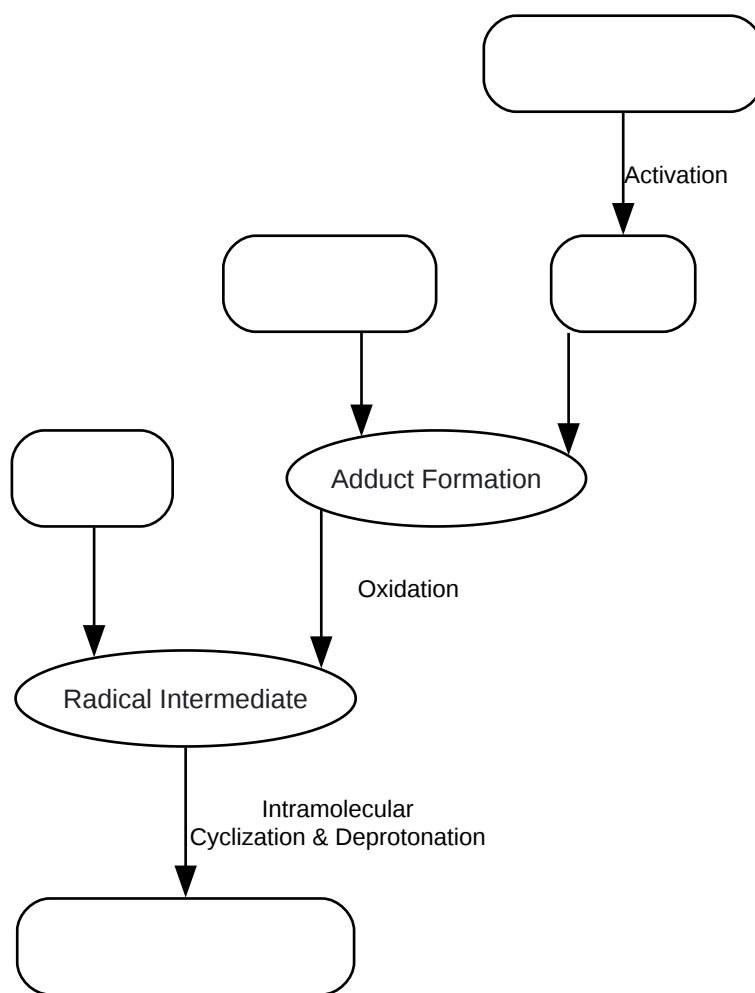 Activation
Adduct Formation
Oxidation
Radical Intermediate
Intramolecular
Cyclization & Deprotonation